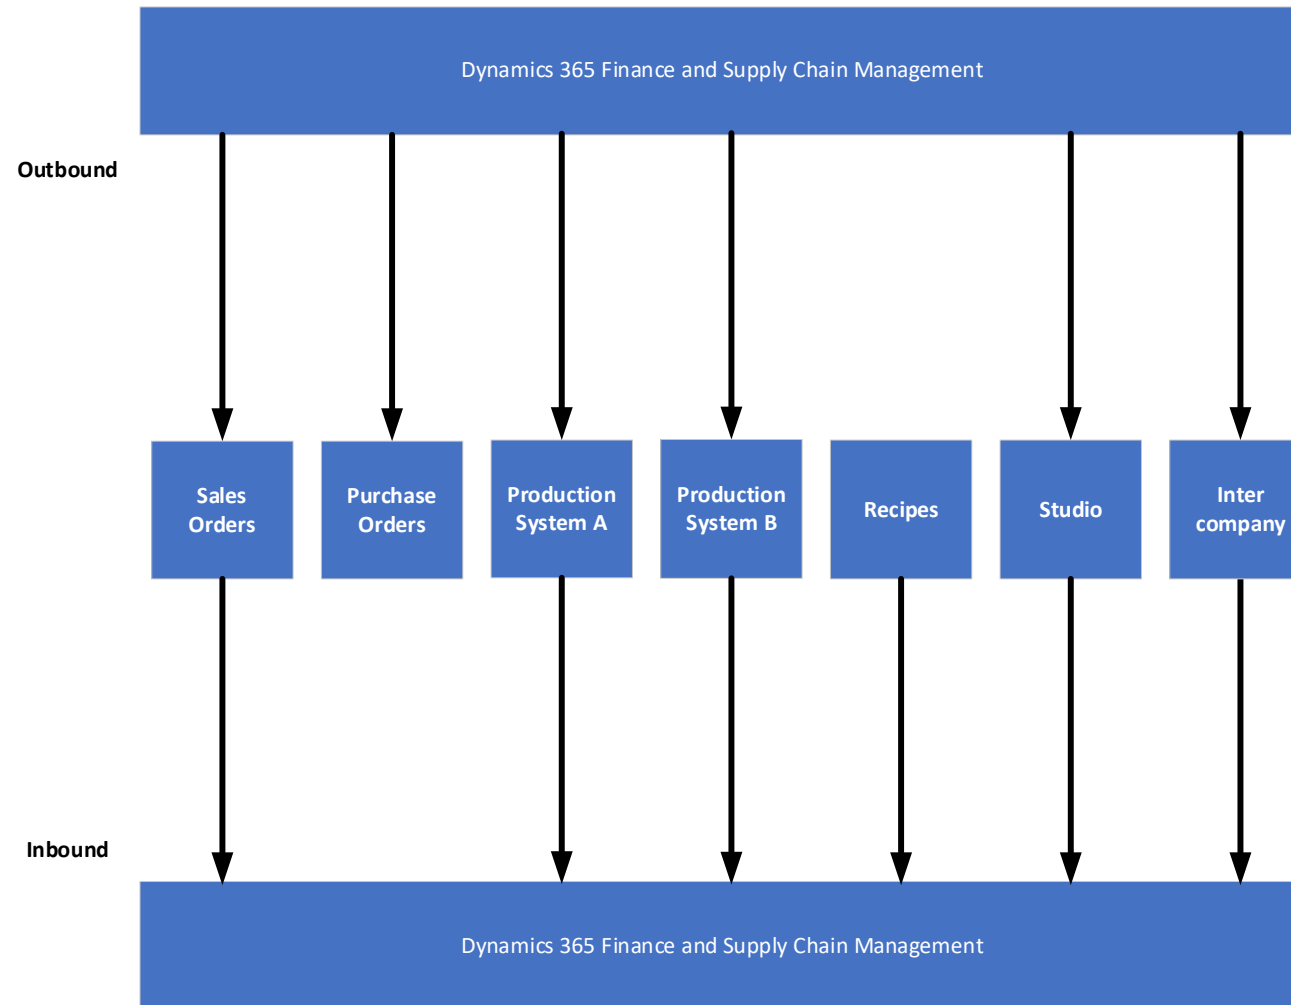 Dynamics 365 Finance and Supply Chain Management
Outbound
Sales
Orders
Purchase
Orders
Production
System A
Production
System B
Recipes
Studio
Inter
company
Inbound
Dynamics 365 Finance and Supply Chain Management